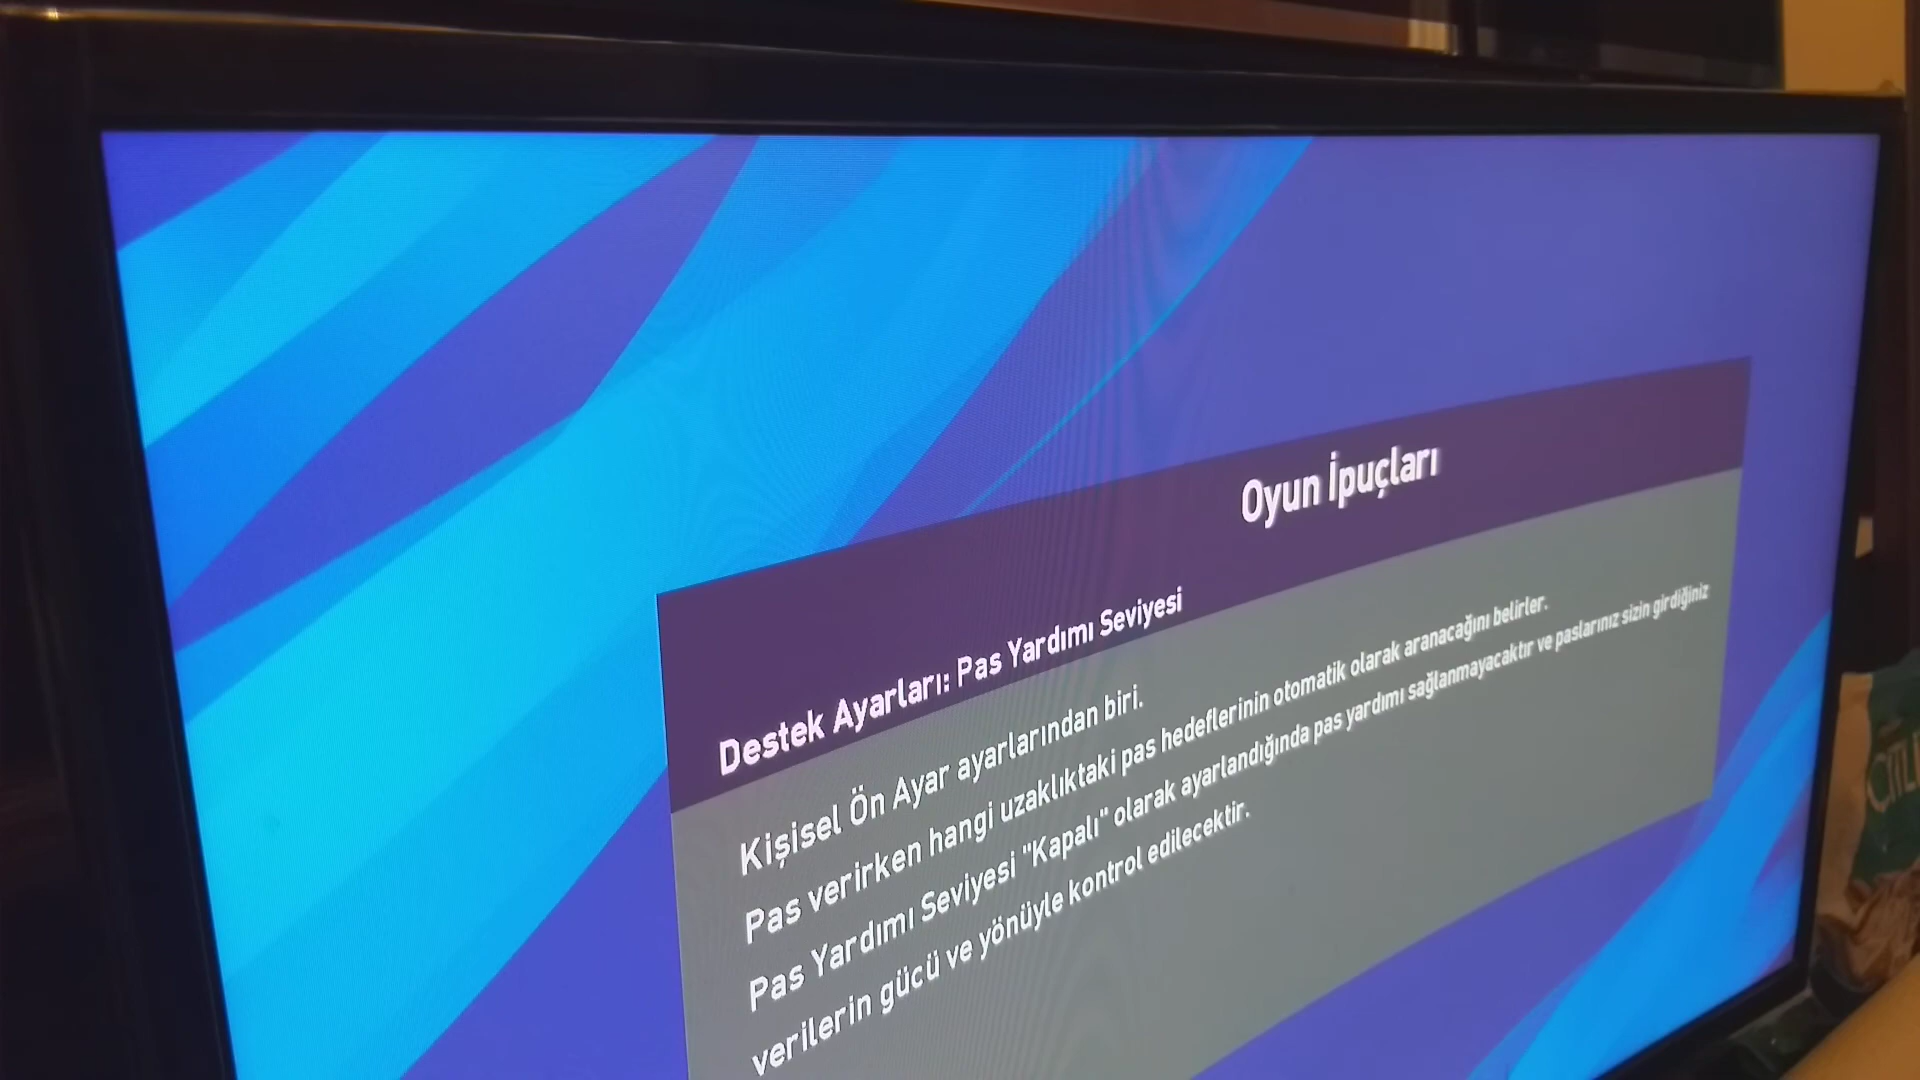 Oyun İpuçları
Destek Ayarları: Pas Yardımı Seviyesi
Kişisel Ön Ayar ayarlarından biri.
Pas verirken hangi uzaklıktaki pas hedeflerinin otomatik olarak aranacağını belirler.
Pas Yardımı Seviyesi "Kapalı" olarak ayarlandığında pas yardımı sağlanmayacaktır ve paslarınız sizin girdiğiniz
verilerin gücü ve yönüyle kontrol edilecektir.